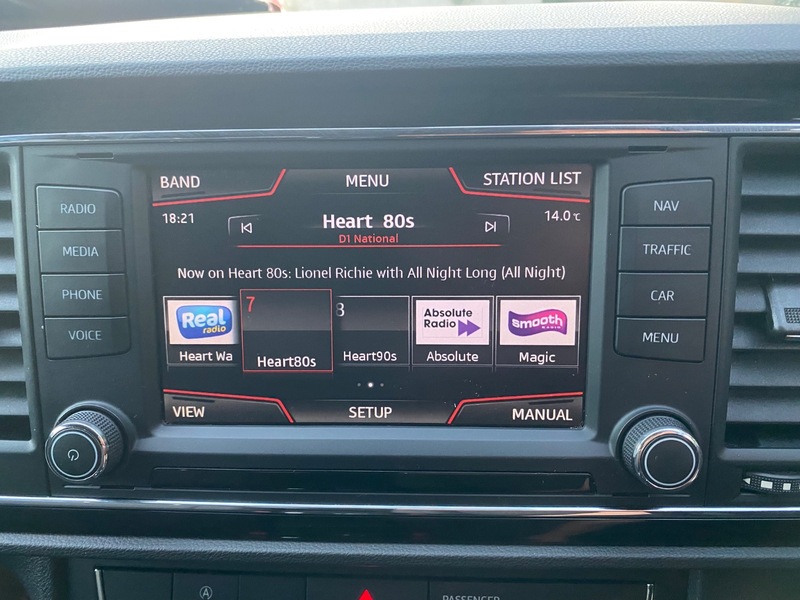 BAND MENU STATION LIST
18:21 Heart 80s 14.0 c
D1 National
Now on Heart 80s: Lionel Richie with All Night Long (All Night)
Real radio
Heart Wa
7
Heart80s
8
Heart90s
Absolute Radio
Absolute
smooth RADIO
Magic
VIEW SETUP MANUAL
RADIO
MEDIA
PHONE
VOICE
NAV
TRAFFIC
CAR
MENU
A
PASSENGER